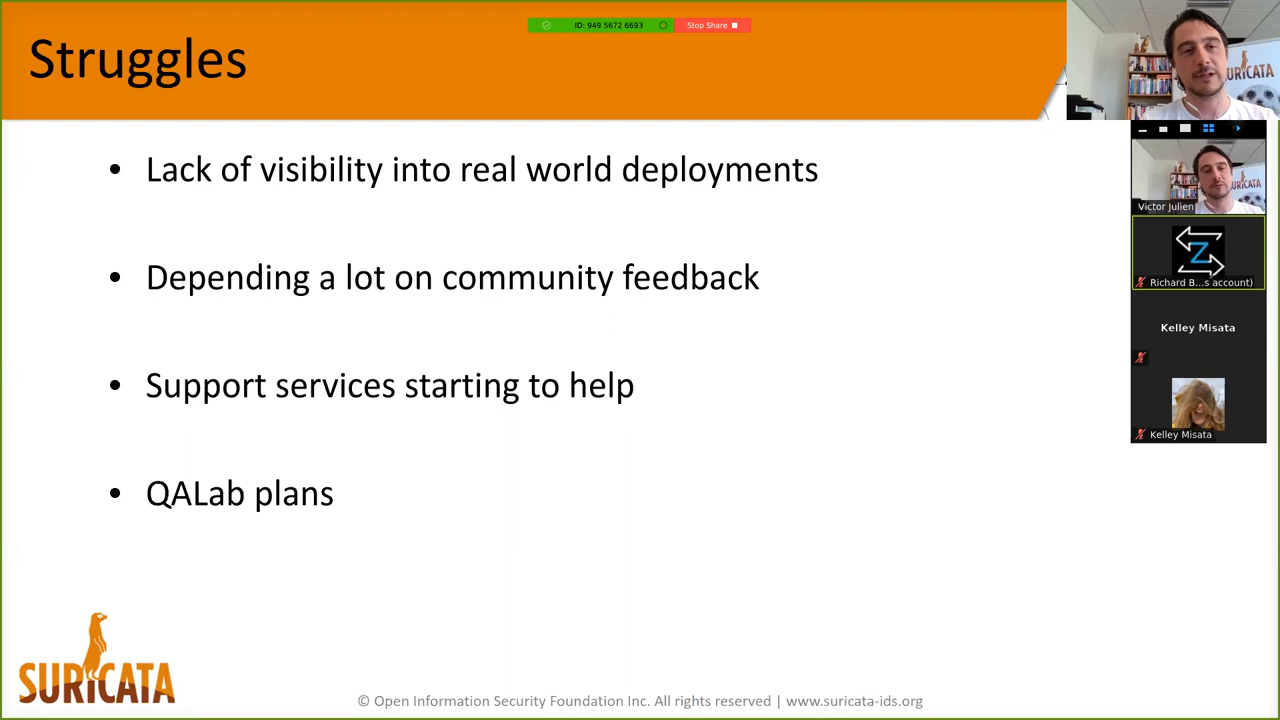 Struggles
ID: 949 5672 6693
Stop Share
URICATA
• Lack of visibility into real world deployments
• Depending a lot on community feedback
• Support services starting to help
• QALab plans
Victor Julien
Z
Richard B...s account)
Kelley Misata
Kelley Misata
SURICATA
© Open Information Security Foundation Inc. All rights reserved | www.suricata-ids.org